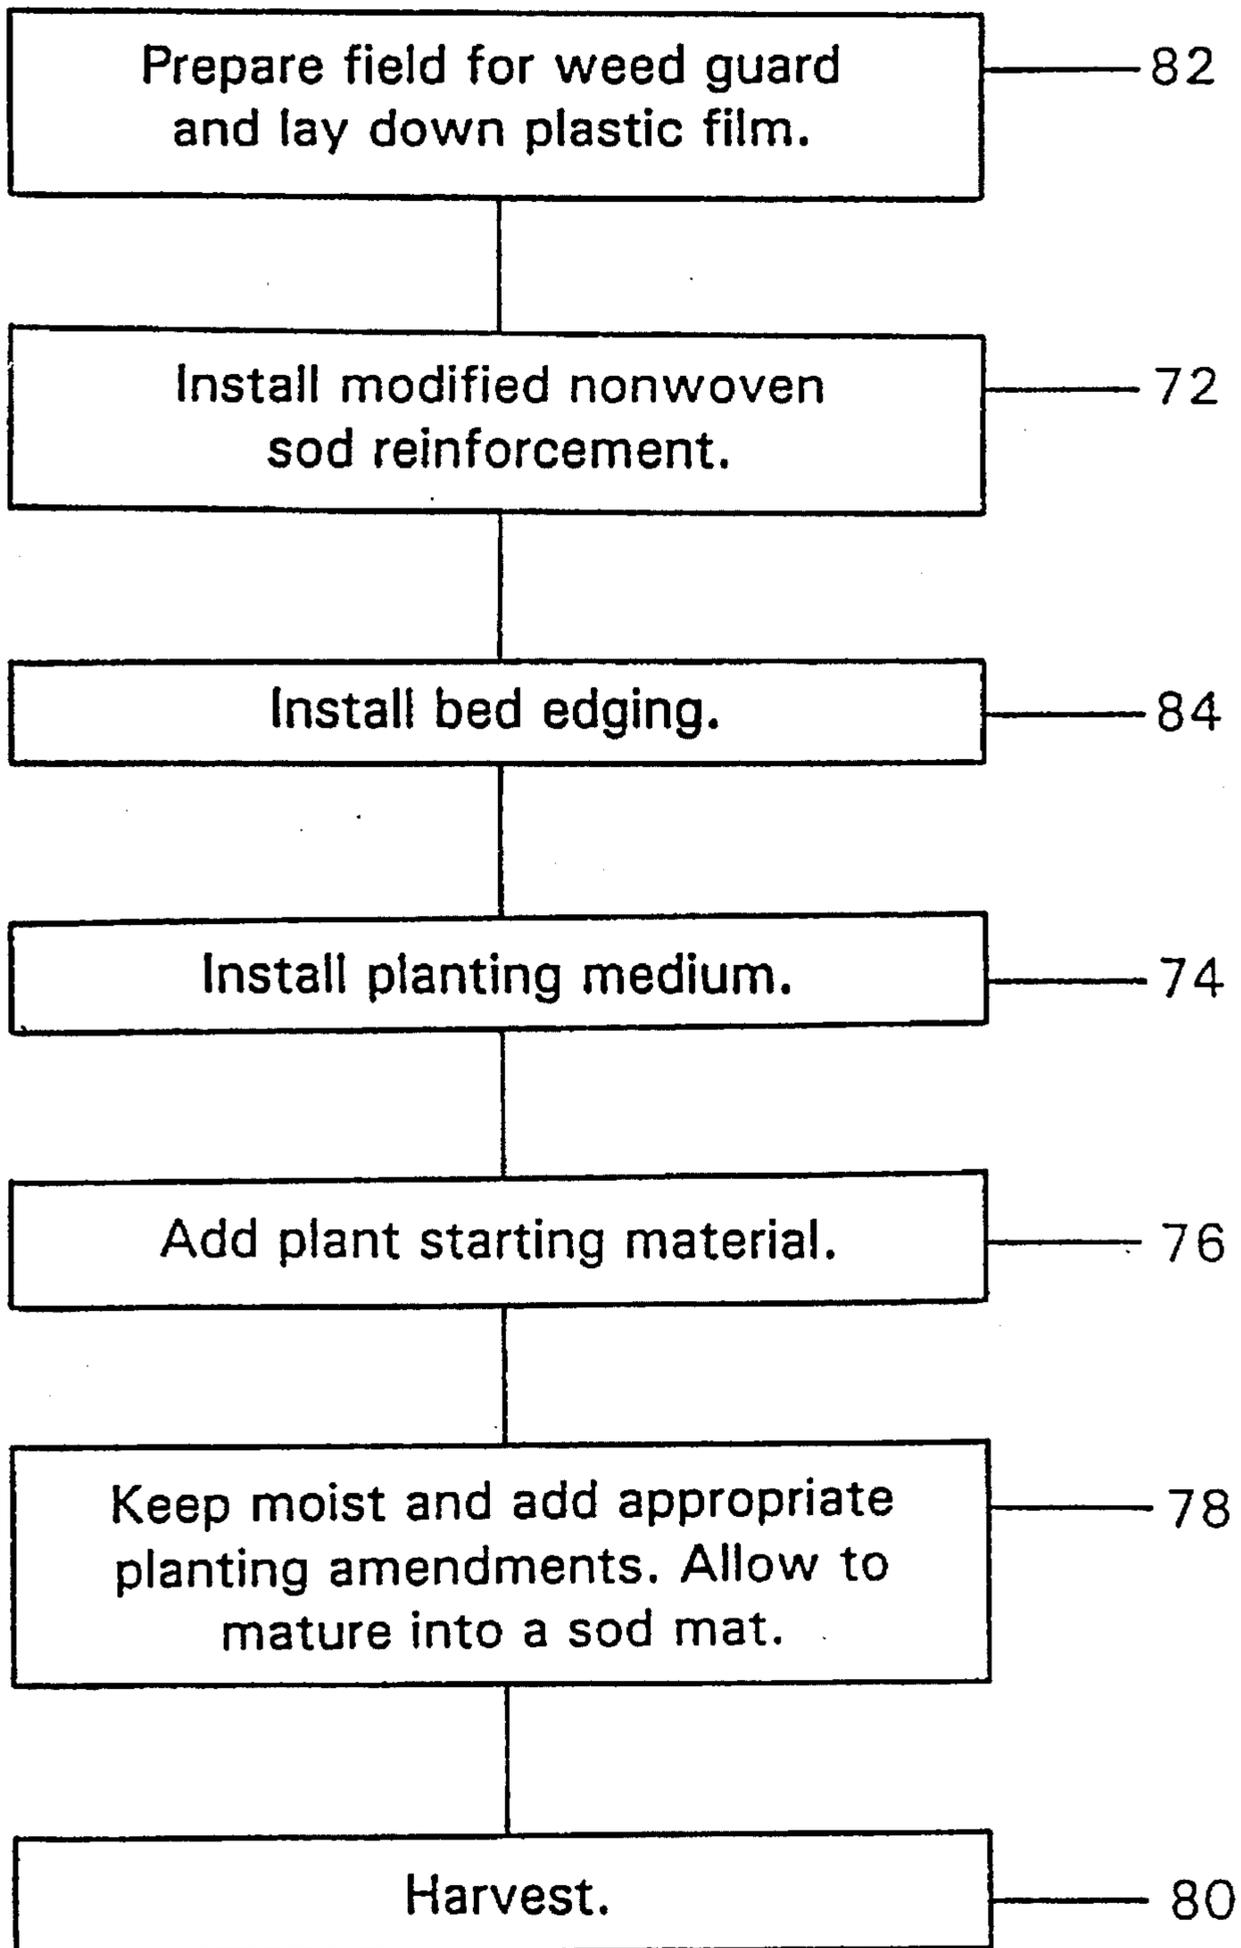 Prepare field for weed guard
and lay down plastic film.
82
Install modified nonwoven
sod reinforcement.
72
Install bed edging.
84
Install planting medium.
74
Add plant starting material.
76
Keep moist and add appropriate
planting amendments. Allow to
mature into a sod mat.
78
Harvest.
80